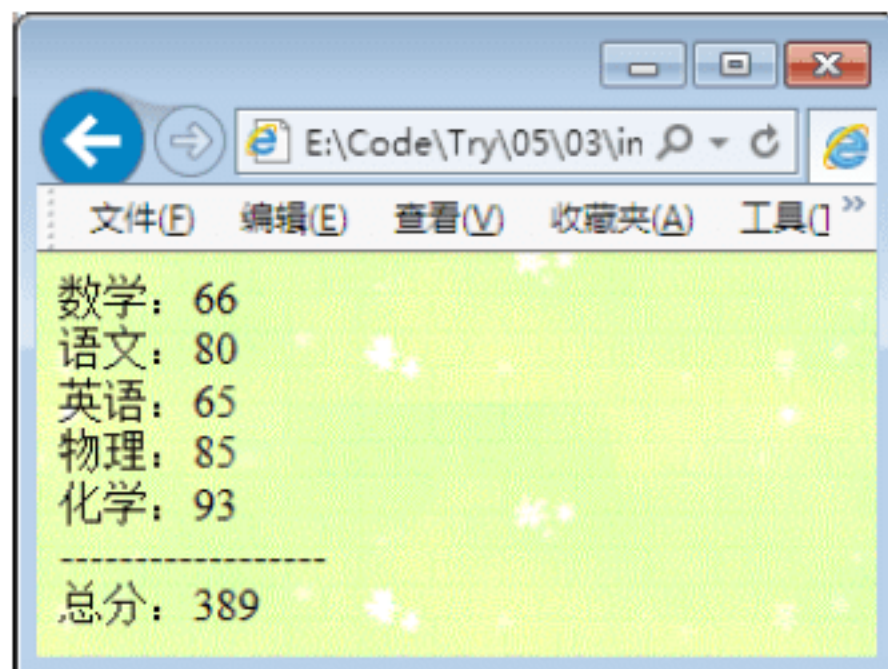 E:\Code\Try\05\03\in
文件(F) 编辑(E) 查看(V) 收藏夹(A) 工具(T
数学：66
语文：80
英语：65
物理：85
化学：93
------------------
总分：389